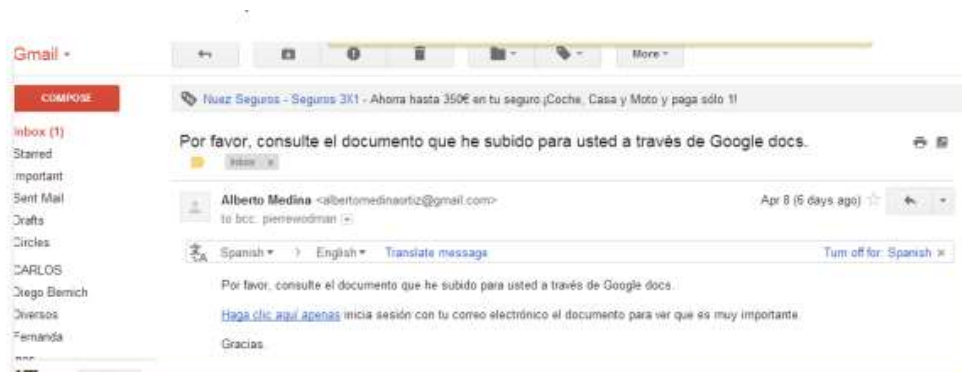 Gmail
More
COMPOSE
Nuez Seguros - Seguros 3X1 - Ahorra hasta 350€ en tu seguro ¡Coche, Casa y Moto y paga sólo 1!
Inbox (1)
Por favor, consulte el documento que he subido para usted a través de Google docs.
Inbox x
Starred
Important
Sent Mail
Alberto Medina <albertomedinaortiz@gmail.com>
Apr 8 (6 days ago)
to bcc: pierrewodman
Drafts
Circles
Spanish > English Translate message
Turn off for: Spanish x
CARLOS
Diego Bernich
Por favor, consulte el documento que he subido para usted a través de Google docs.
Diversos
Haga clic aquí apenas inicia sesión con tu correo electrónico el documento para ver que es muy importante.
Fernanda
Gracias.